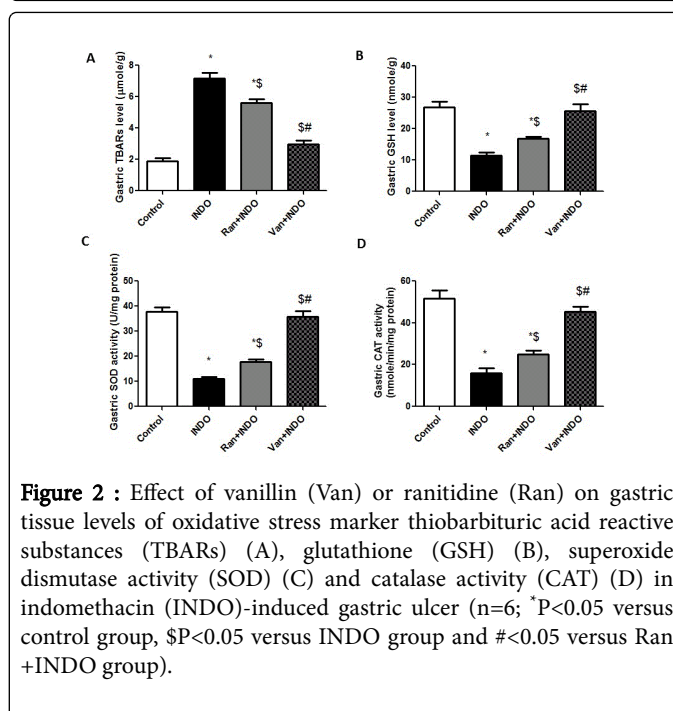 A
Gastric TBARs level (µmole/g)
8
6
4
2
0
*
*$
$#
Control
INDO
Ran+INDO
Van+INDO
B
Gastric GSH level (nmole/g)
40
30
20
10
0
*
*$
$#
Control
INDO
Ran+INDO
Van+INDO
C
Gastric SOD activity (U/mg protein)
50
40
30
20
10
0
*
*$
$#
Control
INDO
Ran+INDO
Van+INDO
D
Gastric CAT activity
(nmole/min/mg protein)
60
40
20
0
*
*$
$#
Control
INDO
Ran+INDO
Van+INDO
Figure 2 : Effect of vanillin (Van) or ranitidine (Ran) on gastric
tissue levels of oxidative stress marker thiobarbituric acid reactive
substances (TBARs) (A), glutathione (GSH) (B), superoxide
dismutase activity (SOD) (C) and catalase activity (CAT) (D) in
indomethacin (INDO)-induced gastric ulcer (n=6; *P<0.05 versus
control group, $P<0.05 versus INDO group and #<0.05 versus Ran
+INDO group).